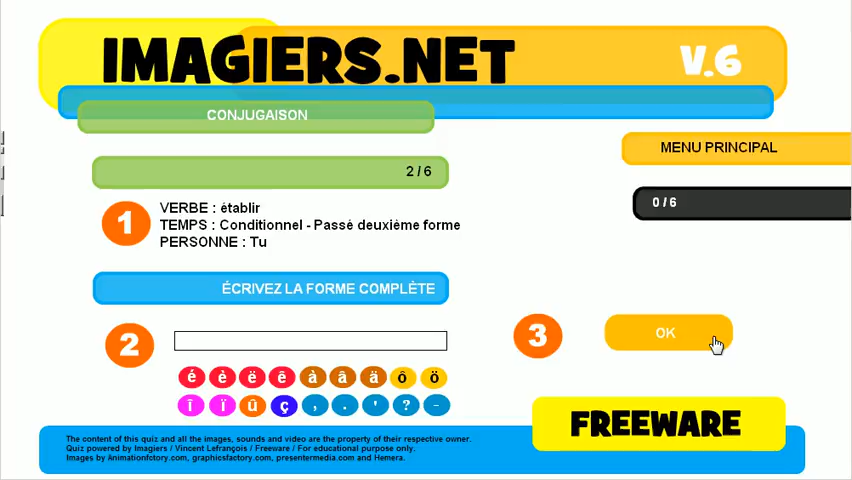 IMAGIERS.NET
V.6
CONJUGAISON
MENU PRINCIPAL
2 / 6
0 / 6
1
VERBE : établir
TEMPS : Conditionnel - Passé deuxième forme
PERSONNE : Tu
ÉCRIVEZ LA FORME COMPLÈTE
2
3
OK
é è ë ê à â ä ô ö
î ï û ç , . ' ? -
FREEWARE
The content of this quiz and all the images, sounds and video are the property of their respective owner.
Quiz powered by Imagiers / Vincent Lefrançois / Freeware / For educational purpose only.
Images by Animationfctory.com, graphicsfactory.com, presentermedia.com and Hemera.